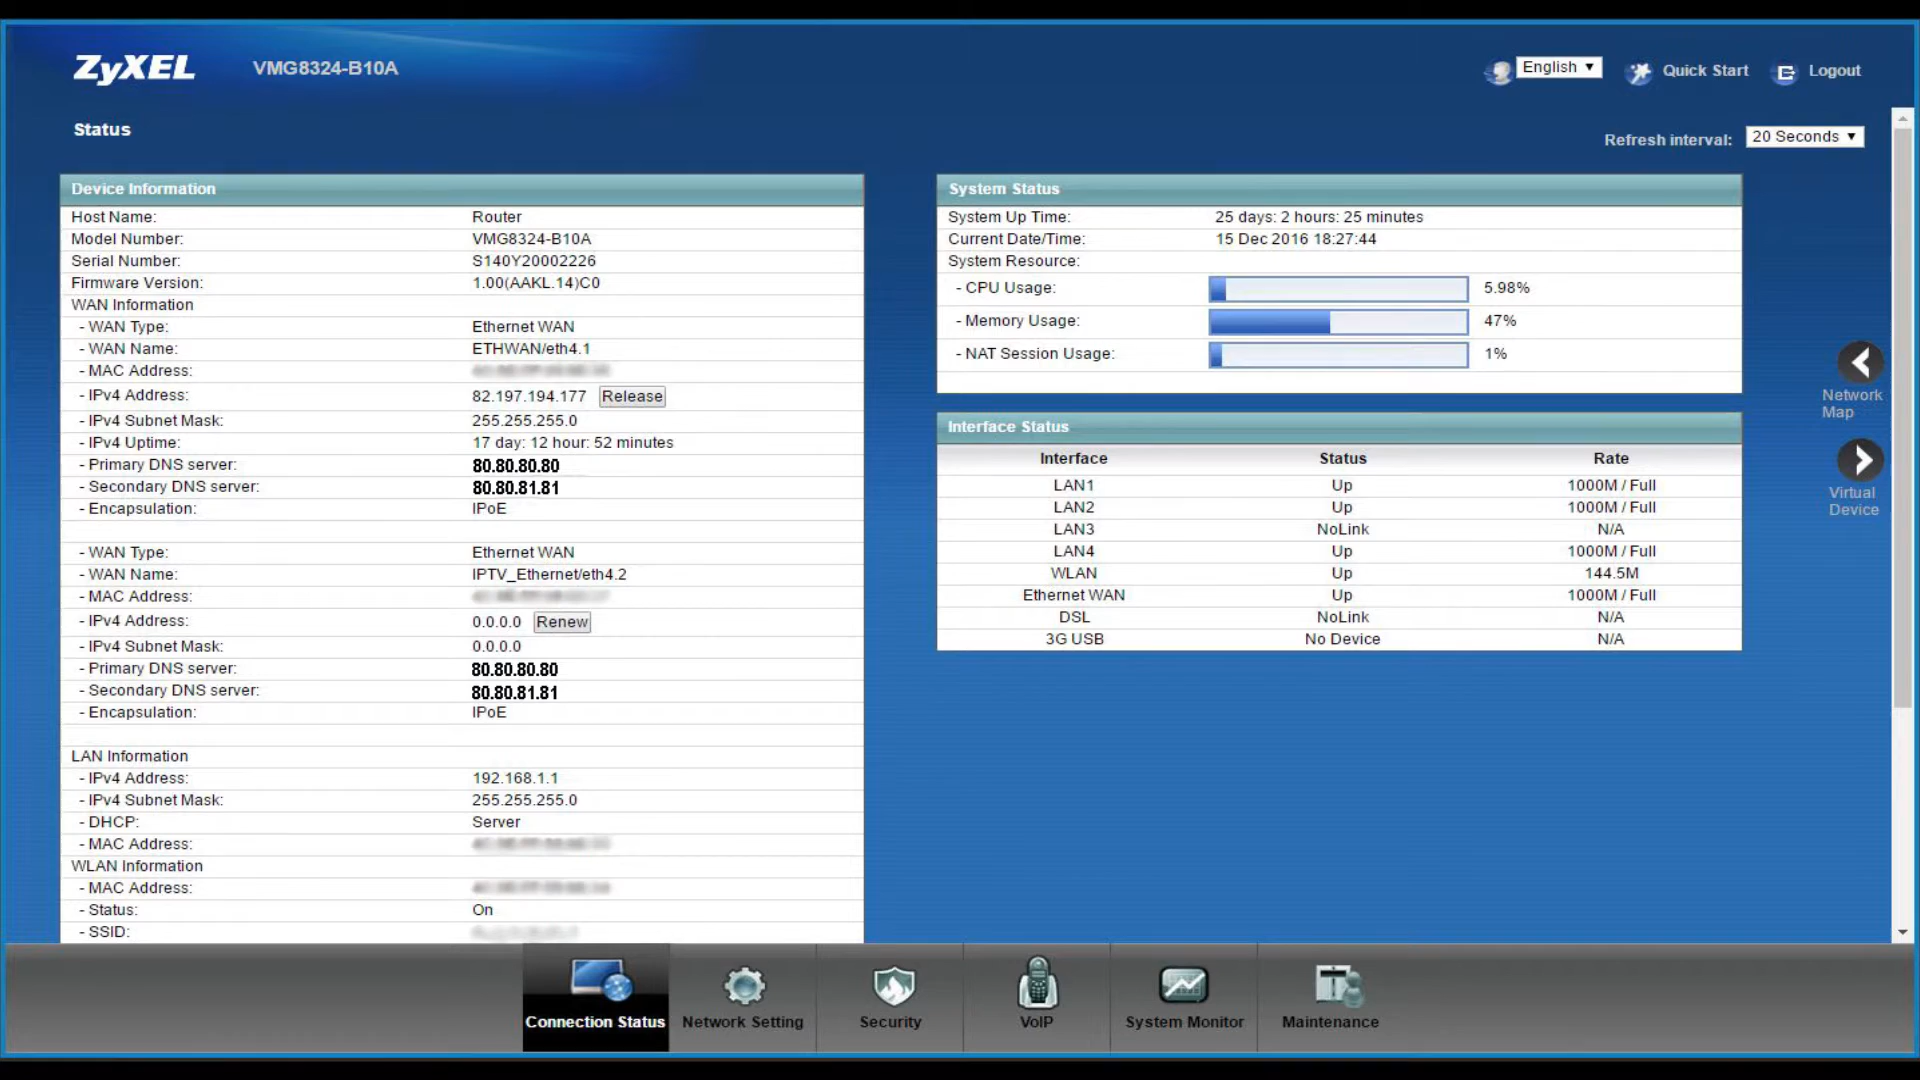 ZyXEL VMG8324-B10A English ▼ Quick Start Logout
Status
Refresh interval: 20 Seconds ▼
Device Information
Host Name: Router
Model Number: VMG8324-B10A
Serial Number: S140Y20002226
Firmware Version: 1.00(AAKL.14)C0
WAN Information
- WAN Type: Ethernet WAN
- WAN Name: ETHWAN/eth4.1
- MAC Address:
- IPv4 Address: 82.197.194.177 Release
- IPv4 Subnet Mask: 255.255.255.0
- IPv4 Uptime: 17 day: 12 hour: 52 minutes
- Primary DNS server: 80.80.80.80
- Secondary DNS server: 80.80.81.81
- Encapsulation: IPoE
- WAN Type: Ethernet WAN
- WAN Name: IPTV_Ethernet/eth4.2
- MAC Address:
- IPv4 Address: 0.0.0.0 Renew
- IPv4 Subnet Mask: 0.0.0.0
- Primary DNS server: 80.80.80.80
- Secondary DNS server: 80.80.81.81
- Encapsulation: IPoE
LAN Information
- IPv4 Address: 192.168.1.1
- IPv4 Subnet Mask: 255.255.255.0
- DHCP: Server
- MAC Address:
WLAN Information
- MAC Address:
- Status: On
- SSID:
System Status
System Up Time: 25 days: 2 hours: 25 minutes
Current Date/Time: 15 Dec 2016 18:27:44
System Resource:
- CPU Usage: 5.98%
- Memory Usage: 47%
- NAT Session Usage: 1%
Interface Status
Interface Status Rate
LAN1 Up 1000M / Full
LAN2 Up 1000M / Full
LAN3 NoLink N/A
LAN4 Up 1000M / Full
WLAN Up 144.5M
Ethernet WAN Up 1000M / Full
DSL NoLink N/A
3G USB No Device N/A
Network
Map
Virtual
Device
Connection Status Network Setting Security VoIP System Monitor Maintenance